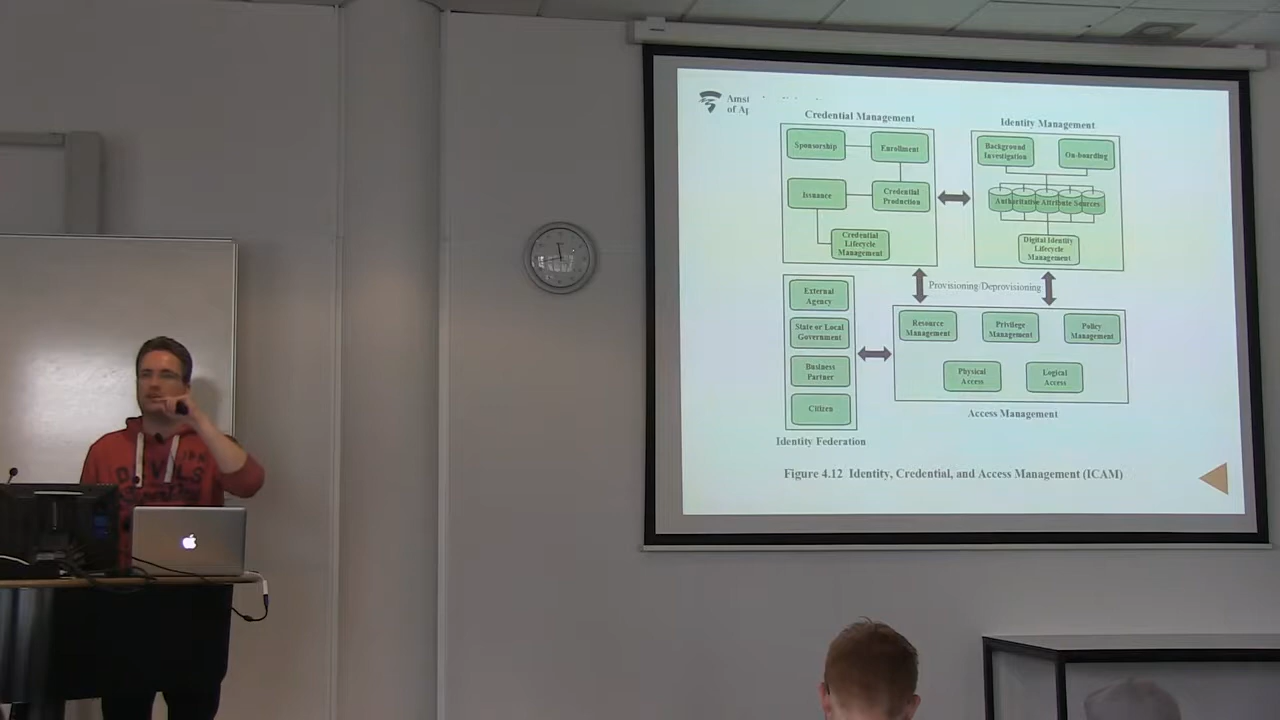 Amst
of Ap
Credential Management
Sponsorship
Enrollment
Issuance
Credential
Production
Credential
Lifecycle
Management
Identity Management
Background
Investigation
On-boarding
Authoritative Attribute Sources
Digital Identity
Lifecycle
Management
Provisioning/Deprovisioning
External
Agency
State or Local
Government
Business
Partner
Citizen
Identity Federation
Resource
Management
Privilege
Management
Policy
Management
Physical
Access
Logical
Access
Access Management
Figure 4.12 Identity, Credential, and Access Management (ICAM)